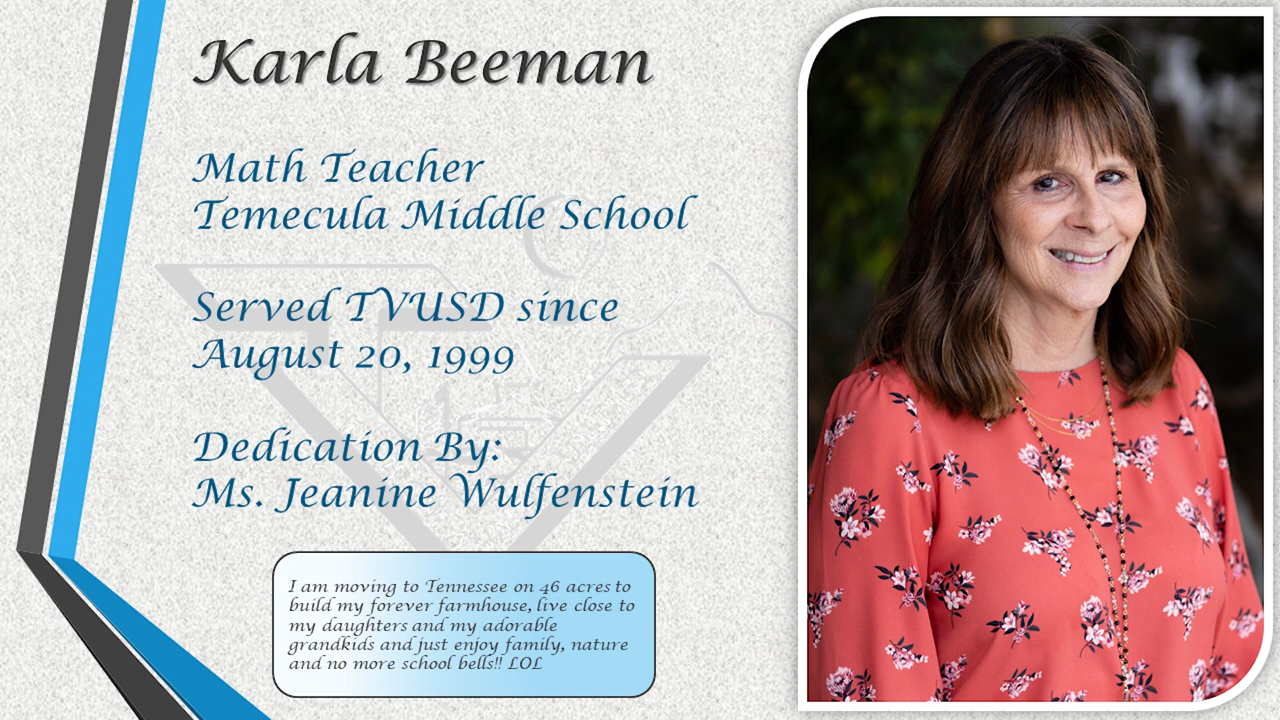 Karla Beeman
Math Teacher
Temecula Middle School
Served TVUSD since
August 20, 1999
Dedication By:
Ms. Jeanine Wulfenstein
I am moving to Tennessee on 46 acres to
build my forever farmhouse, live close to
my daughters and my adorable
grandkids and just enjoy family, nature
and no more school bells!! LOL